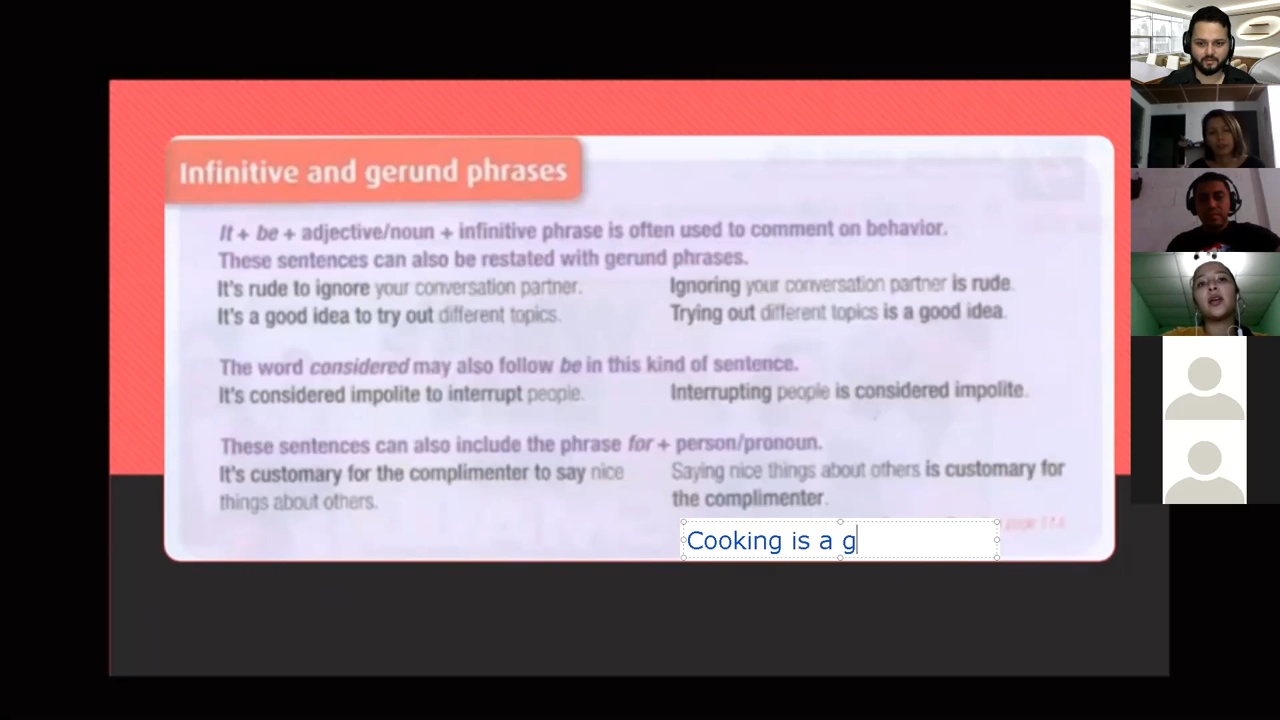 Infinitive and gerund phrases
It + be + adjective/noun + infinitive phrase is often used to comment on behavior.
These sentences can also be restated with gerund phrases.
It's rude to ignore your conversation partner. Ignoring your conversation partner is rude.
It's a good idea to try out different topics. Trying out different topics is a good idea.
The word considered may also follow be in this kind of sentence.
It's considered impolite to interrupt people. Interrupting people is considered impolite.
These sentences can also include the phrase for + person/pronoun.
It's customary for the complimenter to say nice
things about others.
Saying nice things about others is customary for
the complimenter.
Cooking is a g